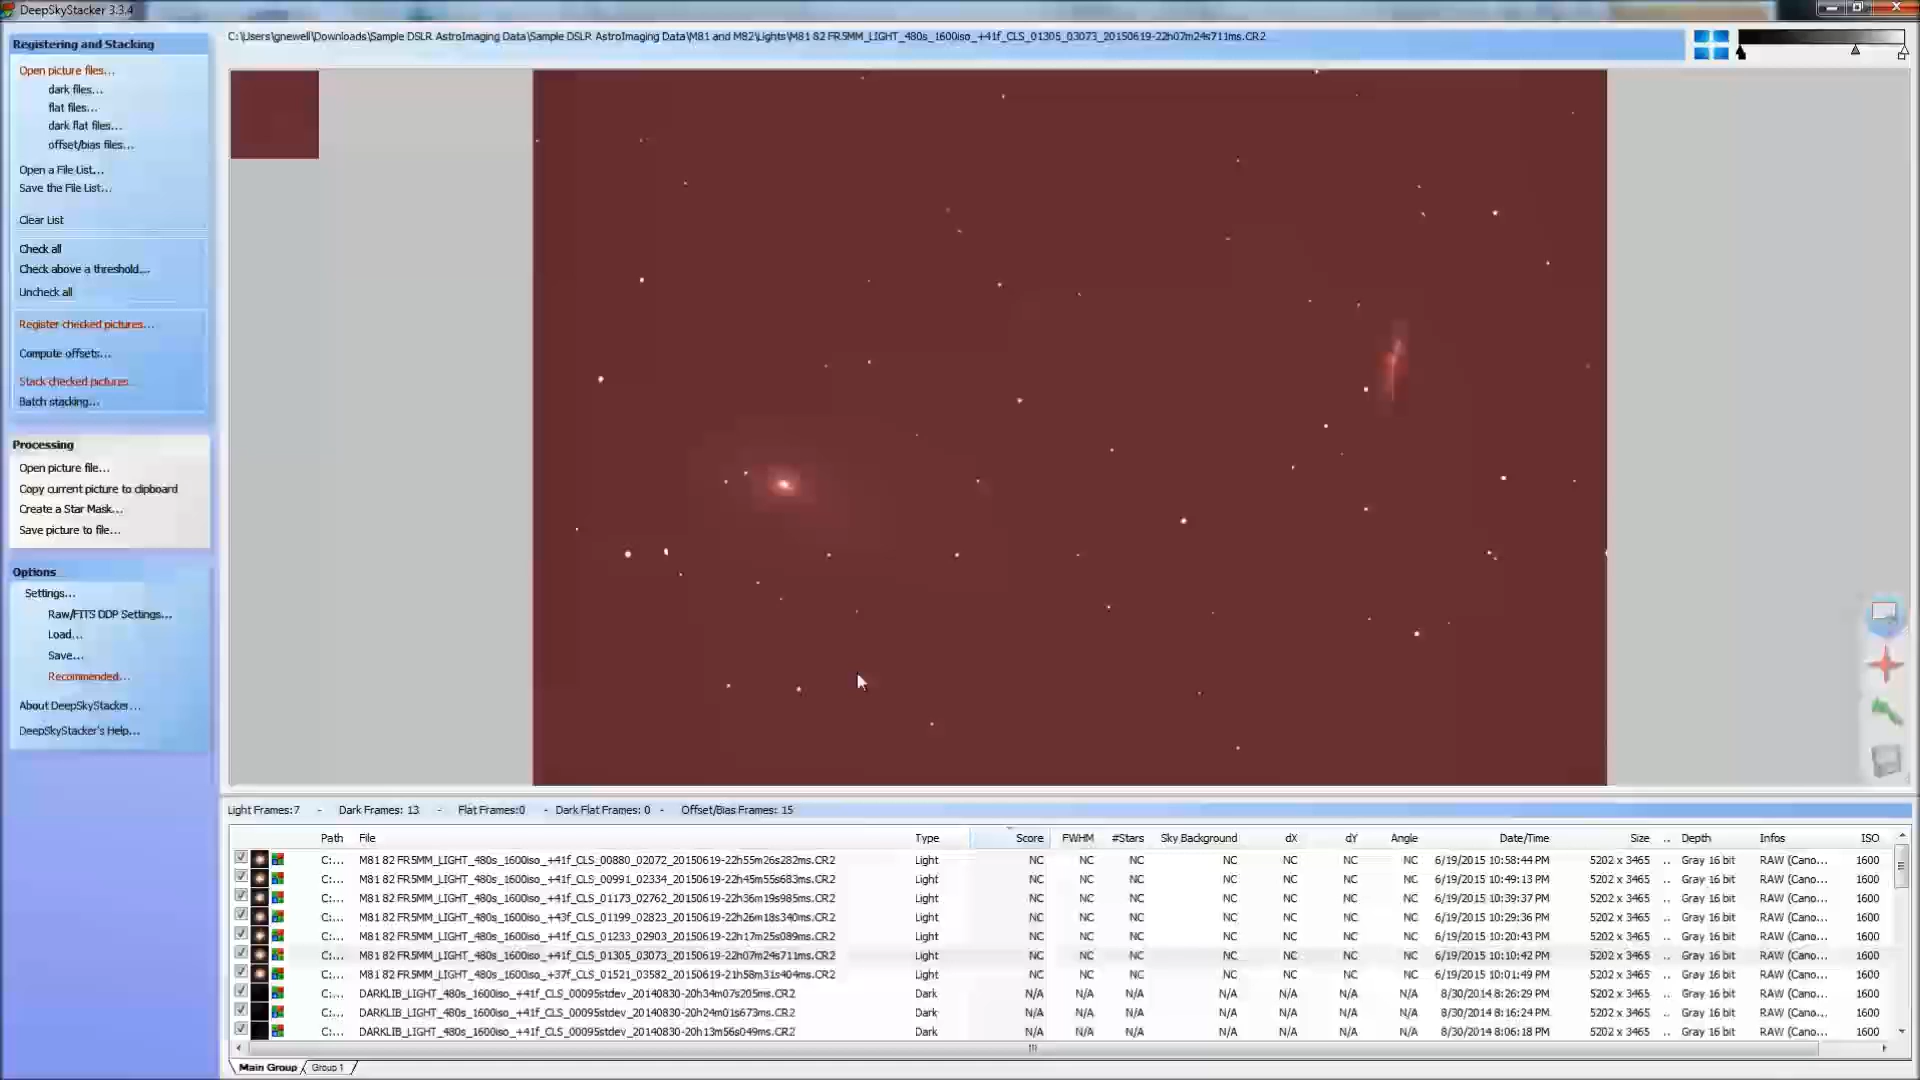 DeepSkyStacker 3.3.4
Registering and Stacking
Open picture files...
dark files...
flat files...
dark flat files...
offset/bias files...
Open a File List...
Save the File List...
Clear List
Check all
Check above a threshold...
Uncheck all
Register checked pictures...
Compute offsets...
Stack checked pictures...
Batch stacking...
Processing
Open picture file...
Copy current picture to clipboard
Create a Star Mask...
Save picture to file...
Options
Settings...
Raw/FITS DDP Settings...
Load...
Save...
Recommended...
About DeepSkyStacker...
DeepSkyStacker's Help...
C:\Users\gnewell\Downloads\Sample DSLR AstroImaging Data\Sample DSLR AstroImaging Data\M81 and M82\Lights\M81 82 FR5MM_LIGHT_480s_1600iso_+41f_CLS_01305_03073_20150619-22h07m24s711ms.CR2
Light Frames:7 - Dark Frames: 13 - Flat Frames:0 - Dark Flat Frames: 0 - Offset/Bias Frames: 15
Path File Type Score FWHM #Stars Sky Background dX dY Angle Date/Time Size .. Depth Infos ISO
C:... M81 82 FR5MM_LIGHT_480s_1600iso_+41f_CLS_00880_02072_20150619-22h55m26s282ms.CR2 Light NC NC NC NC NC NC NC 6/19/2015 10:58:44 PM 5202 x 3465 .. Gray 16 bit RAW (Cano... 1600
C:... M81 82 FR5MM_LIGHT_480s_1600iso_+41f_CLS_00991_02334_20150619-22h45m55s683ms.CR2 Light NC NC NC NC NC NC NC 6/19/2015 10:49:13 PM 5202 x 3465 .. Gray 16 bit RAW (Cano... 1600
C:... M81 82 FR5MM_LIGHT_480s_1600iso_+41f_CLS_01173_02762_20150619-22h36m19s985ms.CR2 Light NC NC NC NC NC NC NC 6/19/2015 10:39:37 PM 5202 x 3465 .. Gray 16 bit RAW (Cano... 1600
C:... M81 82 FR5MM_LIGHT_480s_1600iso_+43f_CLS_01199_02823_20150619-22h26m18s340ms.CR2 Light NC NC NC NC NC NC NC 6/19/2015 10:29:36 PM 5202 x 3465 .. Gray 16 bit RAW (Cano... 1600
C:... M81 82 FR5MM_LIGHT_480s_1600iso_+41f_CLS_01233_02903_20150619-22h17m25s089ms.CR2 Light NC NC NC NC NC NC NC 6/19/2015 10:20:43 PM 5202 x 3465 .. Gray 16 bit RAW (Cano... 1600
C:... M81 82 FR5MM_LIGHT_480s_1600iso_+41f_CLS_01305_03073_20150619-22h07m24s711ms.CR2 Light NC NC NC NC NC NC NC 6/19/2015 10:10:42 PM 5202 x 3465 .. Gray 16 bit RAW (Cano... 1600
C:... M81 82 FR5MM_LIGHT_480s_1600iso_+37f_CLS_01521_03582_20150619-21h58m31s404ms.CR2 Light NC NC NC NC NC NC NC 6/19/2015 10:01:49 PM 5202 x 3465 .. Gray 16 bit RAW (Cano... 1600
C:... DARKLIB_LIGHT_480s_1600iso_+41f_CLS_00095stdev_20140830-20h34m07s205ms.CR2 Dark N/A N/A N/A N/A N/A N/A N/A 8/30/2014 8:26:29 PM 5202 x 3465 .. Gray 16 bit RAW (Cano... 1600
C:... DARKLIB_LIGHT_480s_1600iso_+41f_CLS_00095stdev_20140830-20h24m01s673ms.CR2 Dark N/A N/A N/A N/A N/A N/A N/A 8/30/2014 8:16:24 PM 5202 x 3465 .. Gray 16 bit RAW (Cano... 1600
C:... DARKLIB_LIGHT_480s_1600iso_+41f_CLS_00095stdev_20140830-20h13m56s049ms.CR2 Dark N/A N/A N/A N/A N/A N/A N/A 8/30/2014 8:06:18 PM 5202 x 3465 .. Gray 16 bit RAW (Cano... 1600
Main Group Group 1